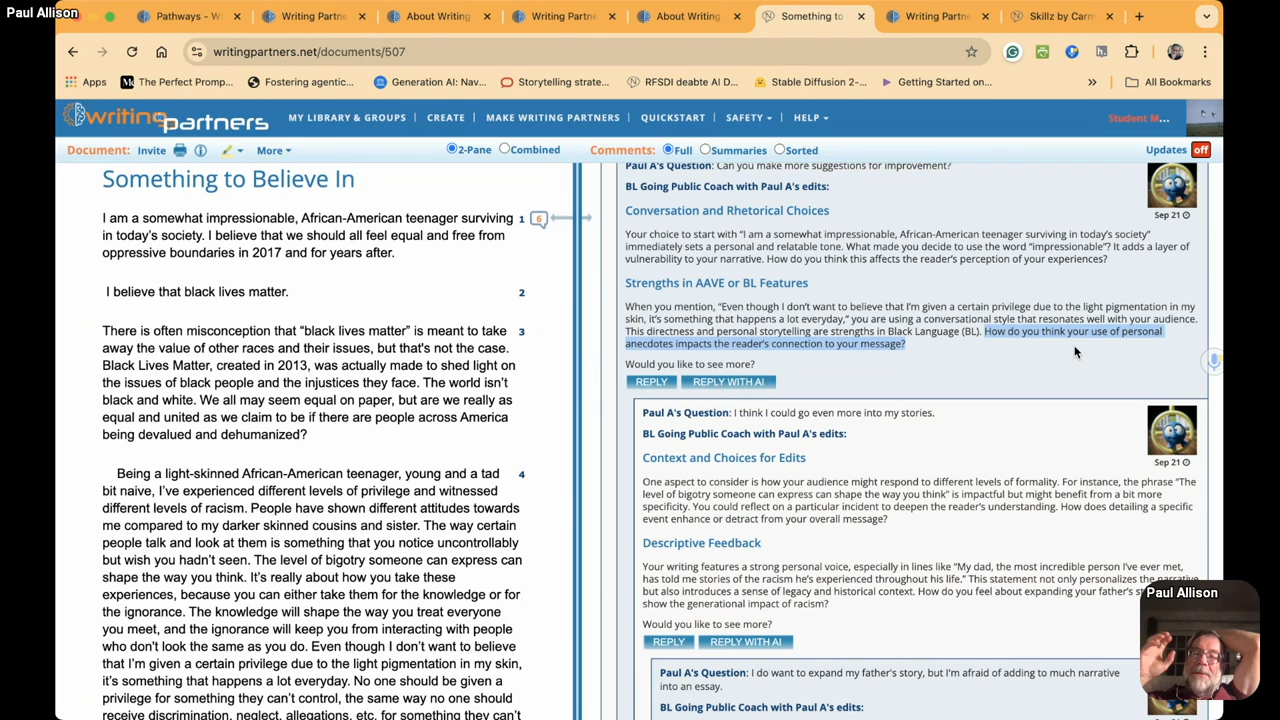 Paul Allison
Pathways - W
Writing Partne
About Writing
Writing Partne
About Writing
Something to
Writing Partne
Skillz by Carm
writingpartners.net/documents/507
Apps
The Perfect Promp...
Fostering agentic...
Generation AI: Nav...
Storytelling strate...
RFSDI deabte AI D...
Stable Diffusion 2-...
Getting Started on...
All Bookmarks
writing partners
MY LIBRARY & GROUPS
CREATE
MAKE WRITING PARTNERS
QUICKSTART
SAFETY
HELP
Student M...
Document: Invite More
2-Pane Combined
Comments: Full Summaries Sorted
Updates off
Something to Believe In
I am a somewhat impressionable, African-American teenager surviving 1 6
in today's society. I believe that we should all feel equal and free from
oppressive boundaries in 2017 and for years after.
I believe that black lives matter. 2
There is often misconception that “black lives matter” is meant to take 3
away the value of other races and their issues, but that's not the case.
Black Lives Matter, created in 2013, was actually made to shed light on
the issues of black people and the injustices they face. The world isn't
black and white. We all may seem equal on paper, but are we really as
equal and united as we claim to be if there are people across America
being devalued and dehumanized?
Being a light-skinned African-American teenager, young and a tad 4
bit naive, I've experienced different levels of privilege and witnessed
different levels of racism. People have shown different attitudes towards
me compared to my darker skinned cousins and sister. The way certain
people talk and look at them is something that you notice uncontrollably
but wish you hadn't seen. The level of bigotry someone can express can
shape the way you think. It's really about how you take these
experiences, because you can either take them for the knowledge or for
the ignorance. The knowledge will shape the way you treat everyone
you meet, and the ignorance will keep you from interacting with people
who don't look the same as you do. Even though I don't want to believe
that I'm given a certain privilege due to the light pigmentation in my skin,
it's something that happens a lot everyday. No one should be given a
privilege for something they can't control, the same way no one should
receive discrimination, neglect, allegations, etc. for something they can't
Paul A's Question: Can you make more suggestions for improvement?
BL Going Public Coach with Paul A's edits:
Sep 21
Conversation and Rhetorical Choices
Your choice to start with “I am a somewhat impressionable, African-American teenager surviving in today's society”
immediately sets a personal and relatable tone. What made you decide to use the word “impressionable”? It adds a layer of
vulnerability to your narrative. How do you think this affects the reader's perception of your experiences?
Strengths in AAVE or BL Features
When you mention, “Even though I don't want to believe that I'm given a certain privilege due to the light pigmentation in my
skin, it's something that happens a lot everyday,” you are using a conversational style that resonates well with your audience.
This directness and personal storytelling are strengths in Black Language (BL). How do you think your use of personal
anecdotes impacts the reader's connection to your message?
Would you like to see more?
REPLY REPLY WITH AI
Paul A's Question: I think I could go even more into my stories.
BL Going Public Coach with Paul A's edits:
Sep 21
Context and Choices for Edits
One aspect to consider is how your audience might respond to different levels of formality. For instance, the phrase “The
level of bigotry someone can express can shape the way you think” is impactful but might benefit from a bit more
specificity. You could reflect on a particular incident to deepen the reader's understanding. How does detailing a specific
event enhance or detract from your overall message?
Descriptive Feedback
Your writing features a strong personal voice, especially in lines like “My dad, the most incredible person I've ever met,
has told me stories of the racism he's experienced throughout his life.” This statement not only personalizes the narrative
but also introduces a sense of legacy and historical context. How do you feel about expanding your father's
show the generational impact of racism?
Would you like to see more?
REPLY REPLY WITH AI
Paul A's Question: I do want to expand my father's story, but I'm afraid of adding to much narrative
into an essay.
BL Going Public Coach with Paul A's edits:
Paul Allison